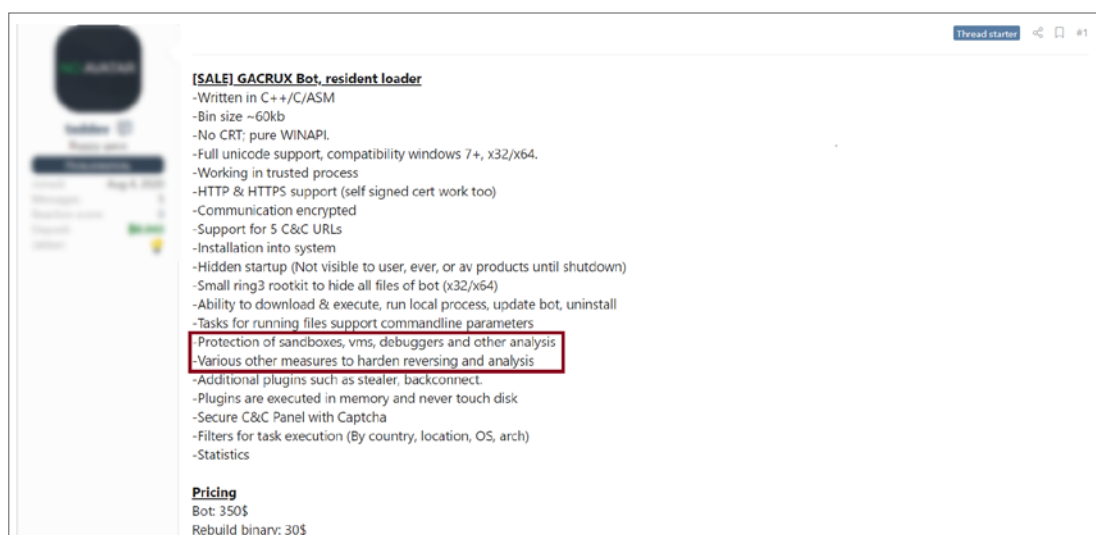 Thread starter
#1
[SALE] GACRUX Bot, resident loader
-Written in C++/C/ASM
-Bin size ~60kb
-No CRT; pure WINAPI.
-Full unicode support, compatibility windows 7+, x32/x64.
-Working in trusted process
-HTTP & HTTPS support (self signed cert work too)
-Communication encrypted
-Support for 5 C&C URLs
-Installation into system
-Hidden startup (Not visible to user, ever, or av products until shutdown)
-Small ring3 rootkit to hide all files of bot (x32/x64)
-Ability to download & execute, run local process, update bot, uninstall
-Tasks for running files support commandline parameters
-Protection of sandboxes, vms, debuggers and other analysis
-Various other measures to harden reversing and analysis
-Additional plugins such as stealer, backconnect.
-Plugins are executed in memory and never touch disk
-Secure C&C Panel with Captcha
-Filters for task execution (By country, location, OS, arch)
-Statistics
Pricing
Bot: 350$
Rebuild binary: 30$